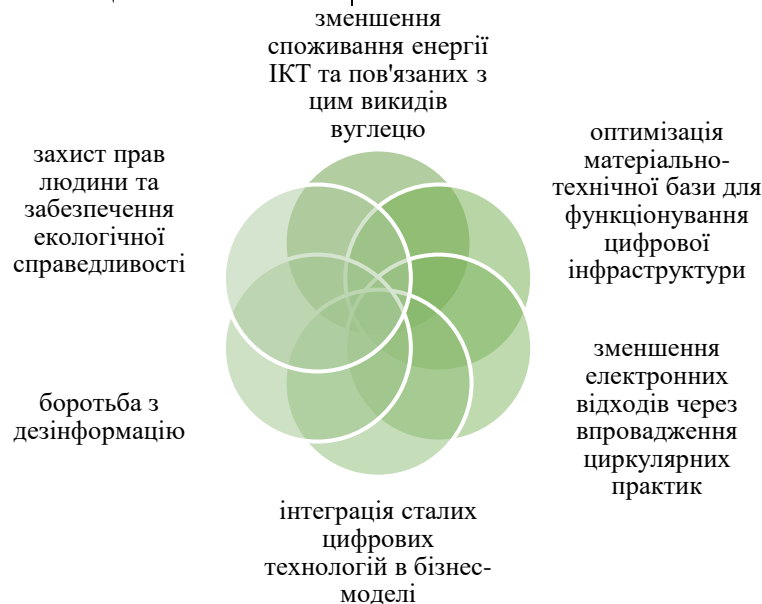 зменшення
споживання енергії
ІКТ та пов'язаних з
цим викидів
вуглецю
оптимізація
матеріально-
технічної бази для
функціонування
цифрової
інфраструктури
зменшення
електронних
відходів через
впровадження
циркулярних
практик
інтеграція сталих
цифрових
технологій в бізнес-
моделі
боротьба з
дезінформацію
захист прав
людини та
забезпечення
екологічної
справедливості